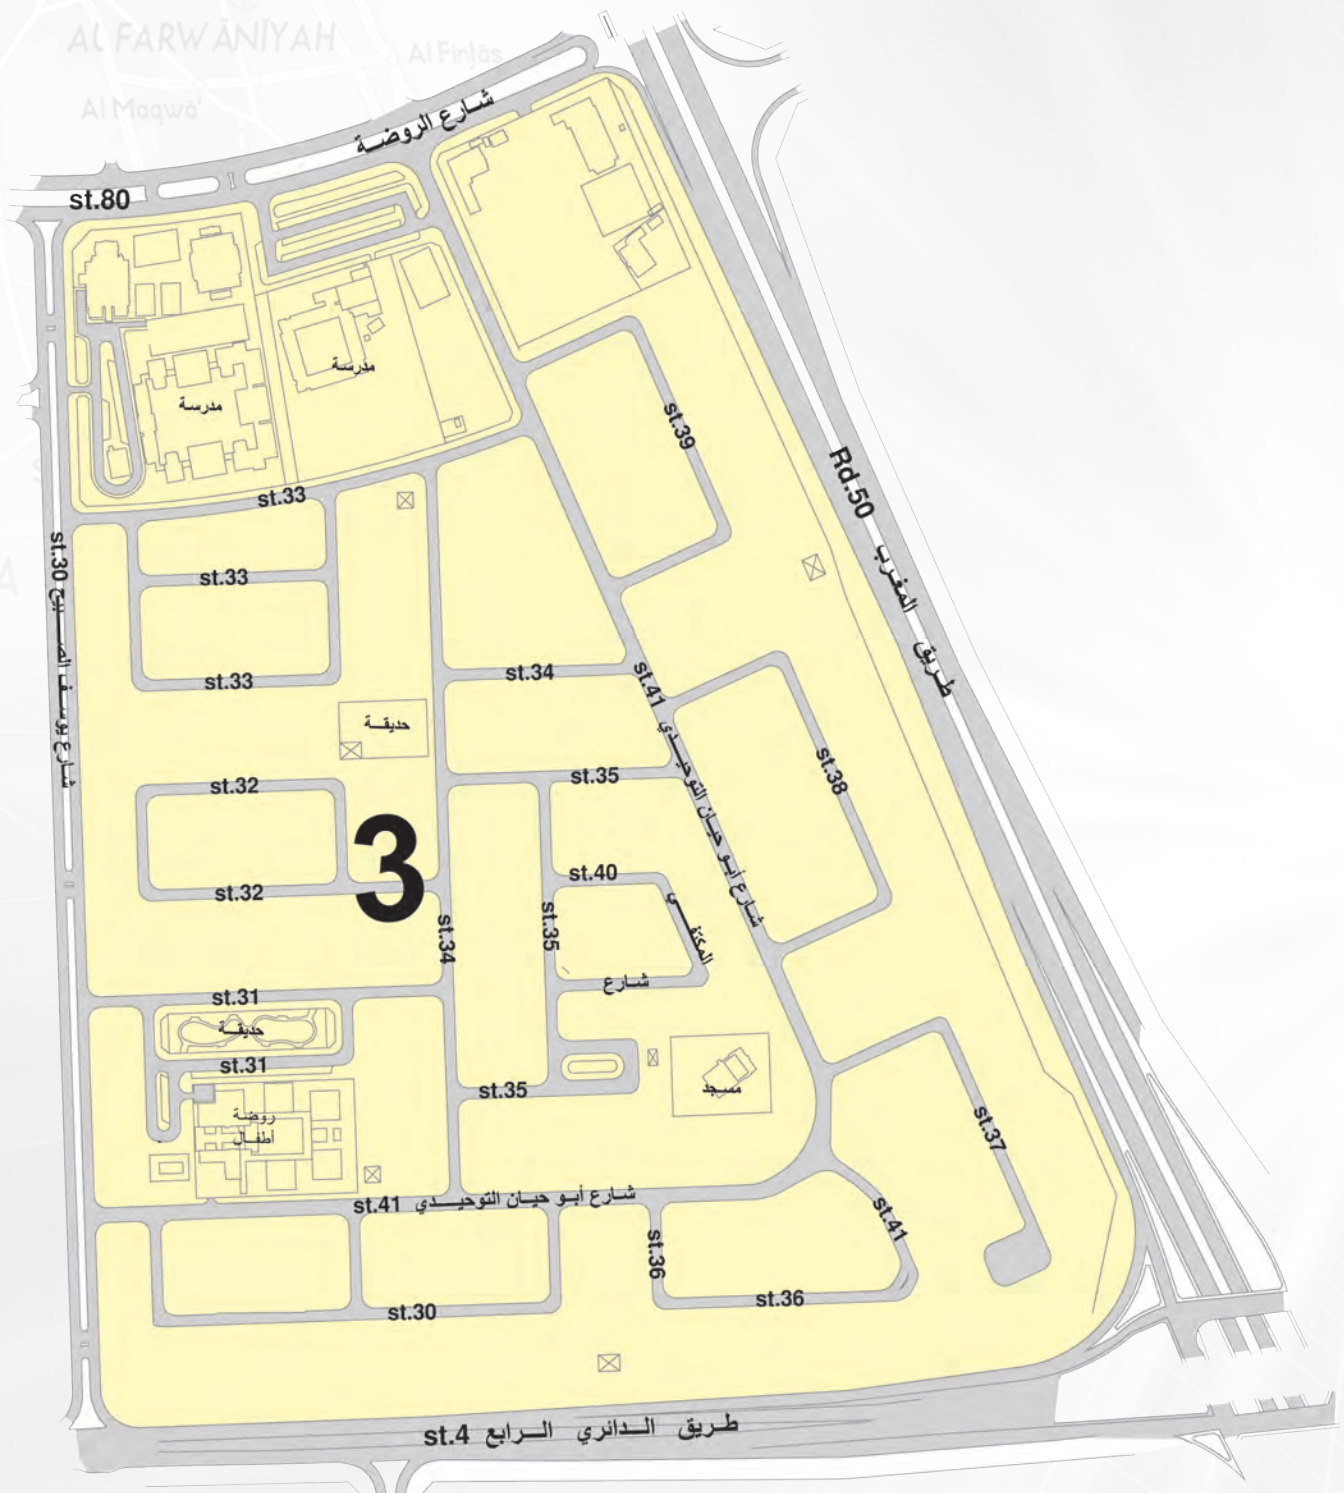 AL FARWĀNĪYAH
Al Finţās
Al Maqwā'
شارع الروضة
st.80
مدرسة
مدرسة
st.39
Rd.50 طريق المغرب
st.33
st.30 شارع يوسف الصبيح
st.33
st.33
st.34
st.41 شارع أبو حيان التوحيدي
حديقة
st.35
st.38
st.32
3
st.40
st.32
st.34
st.35
شارع المكتفي
st.31
حديقة
st.31
st.35
مسجد
روضة
أطفال
st.37
st.41 شارع أبو حيان التوحيدي
st.41
st.36
st.36
st.30
st.4 طريق الدائري الرابع